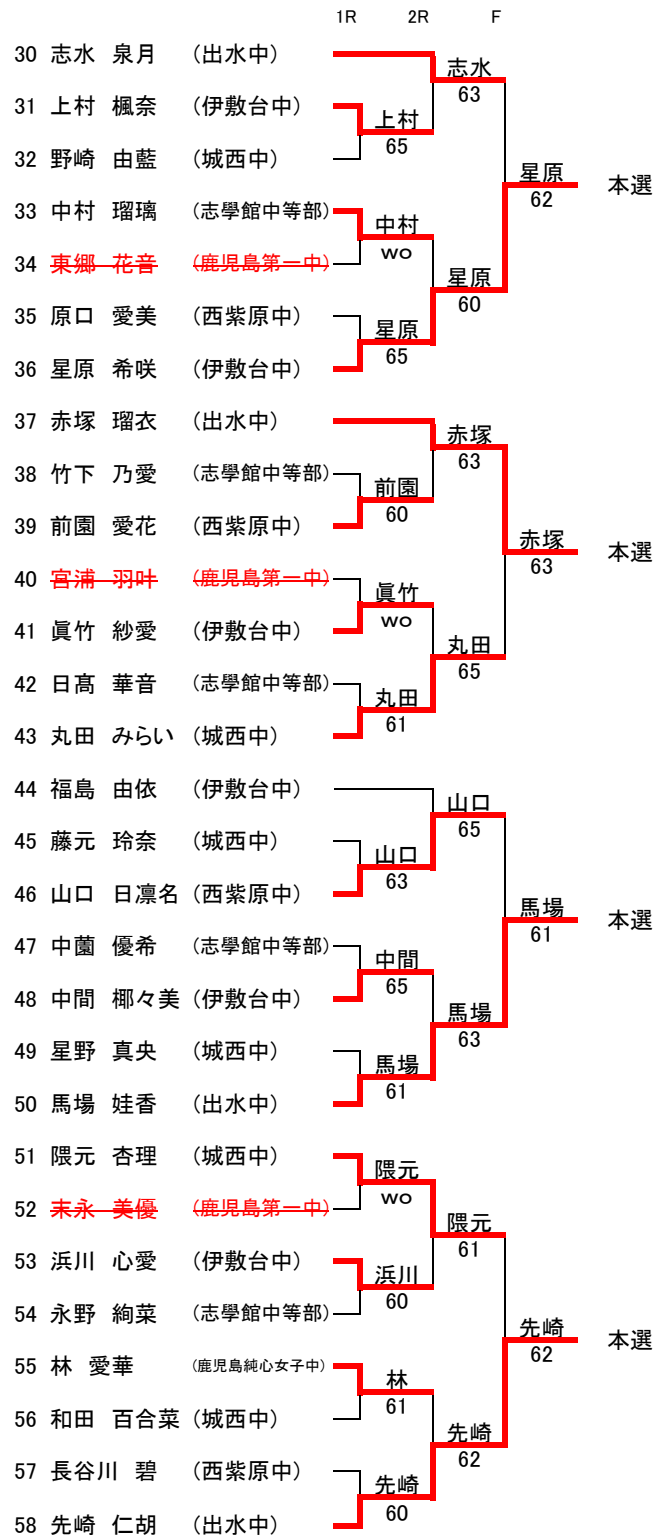 1R 2R F
30 志水 泉月 (出水中)
志水
63
31 上村 楓奈 (伊敷台中)
上村
65
32 野崎 由藍 (城西中)
星原
62
本選
33 中村 瑠璃 (志學館中等部)
中村
wo
34 東郷 花音 (鹿児島第一中)
星原
60
35 原口 愛美 (西紫原中)
星原
65
36 星原 希咲 (伊敷台中)
37 赤塚 瑠衣 (出水中)
赤塚
63
38 竹下 乃愛 (志學館中等部)
前園
60
39 前園 愛花 (西紫原中)
赤塚
63
本選
40 宮浦 羽叶 (鹿児島第一中)
眞竹
wo
41 眞竹 紗愛 (伊敷台中)
丸田
65
42 日髙 華音 (志學館中等部)
丸田
61
43 丸田 みらい (城西中)
44 福島 由依 (伊敷台中)
山口
65
45 藤元 玲奈 (城西中)
山口
63
46 山口 日凛名 (西紫原中)
馬場
61
本選
47 中薗 優希 (志學館中等部)
中間
65
48 中間 椰々美 (伊敷台中)
馬場
63
49 星野 真央 (城西中)
馬場
61
50 馬場 娃香 (出水中)
51 隈元 杏理 (城西中)
隈元
wo
52 末永 美優 (鹿児島第一中)
隈元
61
53 浜川 心愛 (伊敷台中)
浜川
60
54 永野 絢菜 (志學館中等部)
先崎
62
本選
55 林 愛華 (鹿児島純心女子中)
林
61
56 和田 百合菜 (城西中)
先崎
62
57 長谷川 碧 (西紫原中)
先崎
60
58 先崎 仁胡 (出水中)